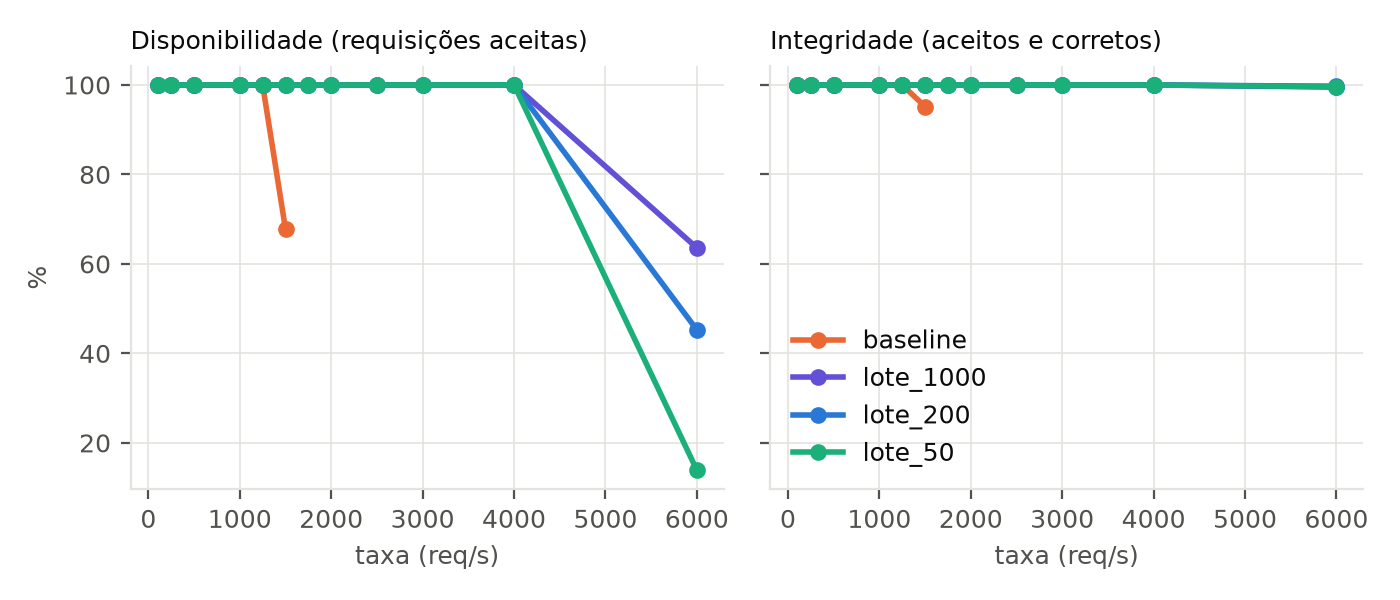 Disponibilidade (requisições aceitas)
100
80
60
40
20
%
0 1000 2000 3000 4000 5000 6000
taxa (req/s)
Integridade (aceitos e corretos)
baseline
lote_1000
lote_200
lote_50
0 1000 2000 3000 4000 5000 6000
taxa (req/s)